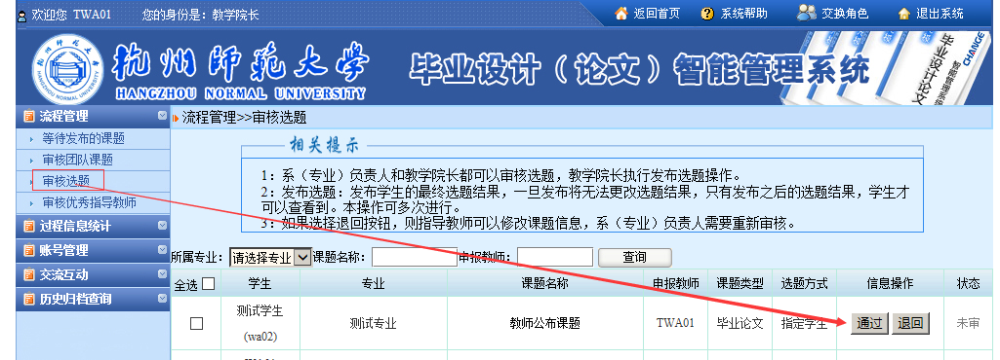 欢迎您 TWA01 您的身份是：教学院长 返回首页 系统帮助 交换角色 退出系统
杭州师范大学
HANGZHOU NORMAL UNIVERSITY
毕业设计（论文）智能管理系统
毕业设计论文
智能管理系统
CHANGE
流程管理
等待发布的课题
审核团队课题
审核选题
审核优秀指导教师
过程信息统计
账号管理
交流互动
历史归档查询
流程管理>>审核选题
相关提示
1：系（专业）负责人和教学院长都可以审核选题，教学院长执行发布选题操作。
2：发布选题：发布学生的最终选题结果，一旦发布将无法更改选题结果，只有发布之后的选题结果，学生才
可以查看到。本操作可多次进行。
3：如果选择退回按钮，则指导教师可以修改课题信息，系（专业）负责人需要重新审核。
所属专业： 请选择专业 课题名称： 申报教师： 查询
全选 学生 专业 课题名称 申报教师 课题类型 选题方式 信息操作 状态
测试学生
(wa02) 测试专业 教师公布课题 TWA01 毕业论文 指定学生 通过 退回 未审